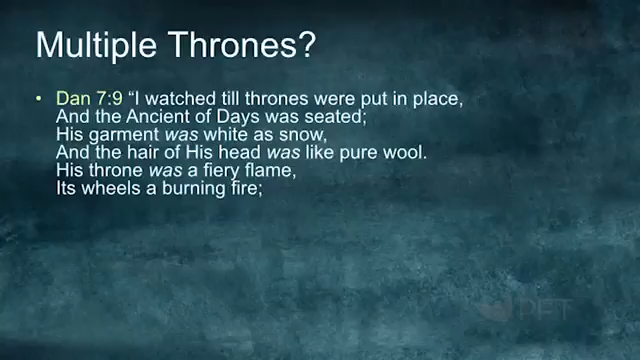 Multiple Thrones?
• Dan 7:9 “I watched till thrones were put in place,
And the Ancient of Days was seated;
His garment was white as snow,
And the hair of His head was like pure wool.
His throne was a fiery flame,
Its wheels a burning fire;